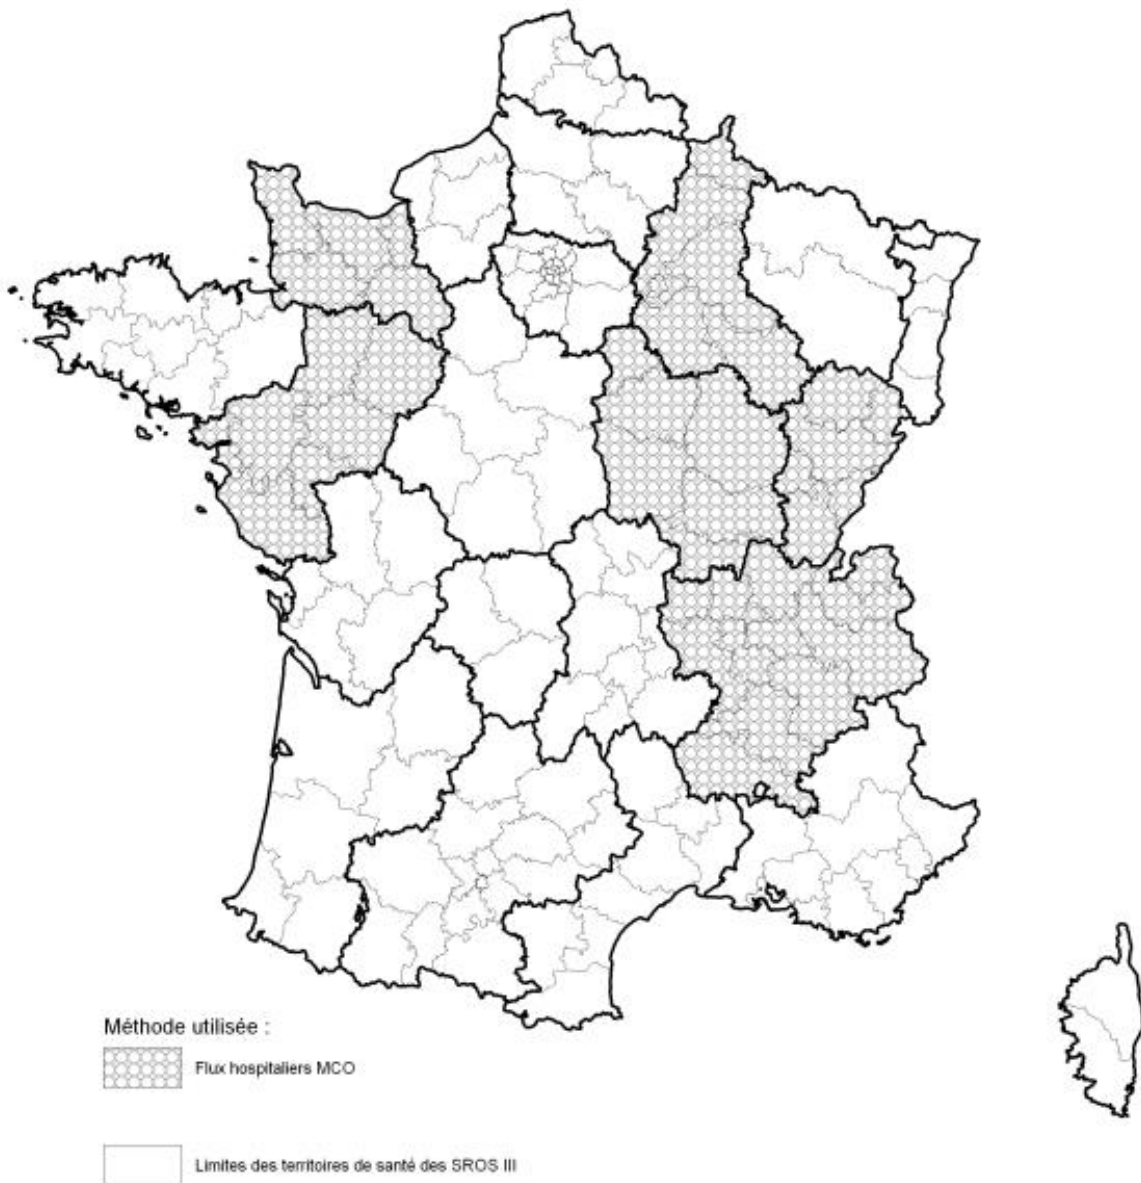 Méthode utilisée :
Flux hospitaliers MCO
Limites des territoires de santé des SROS III